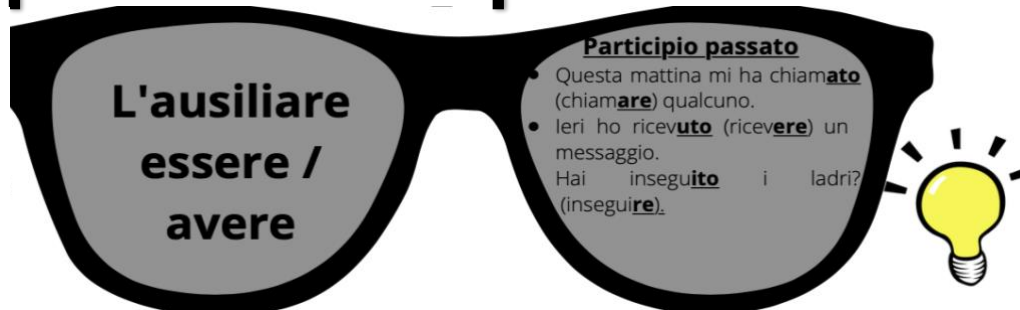 L'ausiliare
essere /
avere
Participio passato
• Questa mattina mi ha chiamato
(chiamare) qualcuno.
• Ieri ho ricevuto (ricevere) un
messaggio.
Hai inseguito i ladri?
(inseguire).